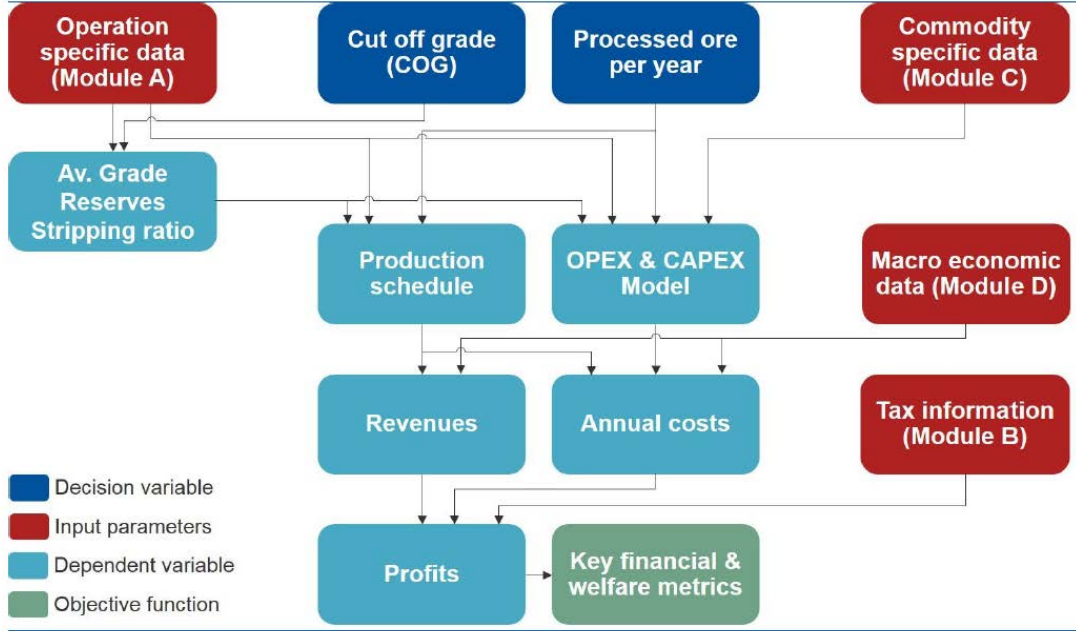 Operation
specific data
(Module A)
Cut off grade
(COG)
Processed ore
per year
Commodity
specific data
(Module C)
Av. Grade
Reserves
Stripping ratio
Production
schedule
OPEX & CAPEX
Model
Macro economic
data (Module D)
Revenues
Annual costs
Tax information
(Module B)
Decision variable
Input parameters
Dependent variable
Objective function
Profits
Key financial &
welfare metrics